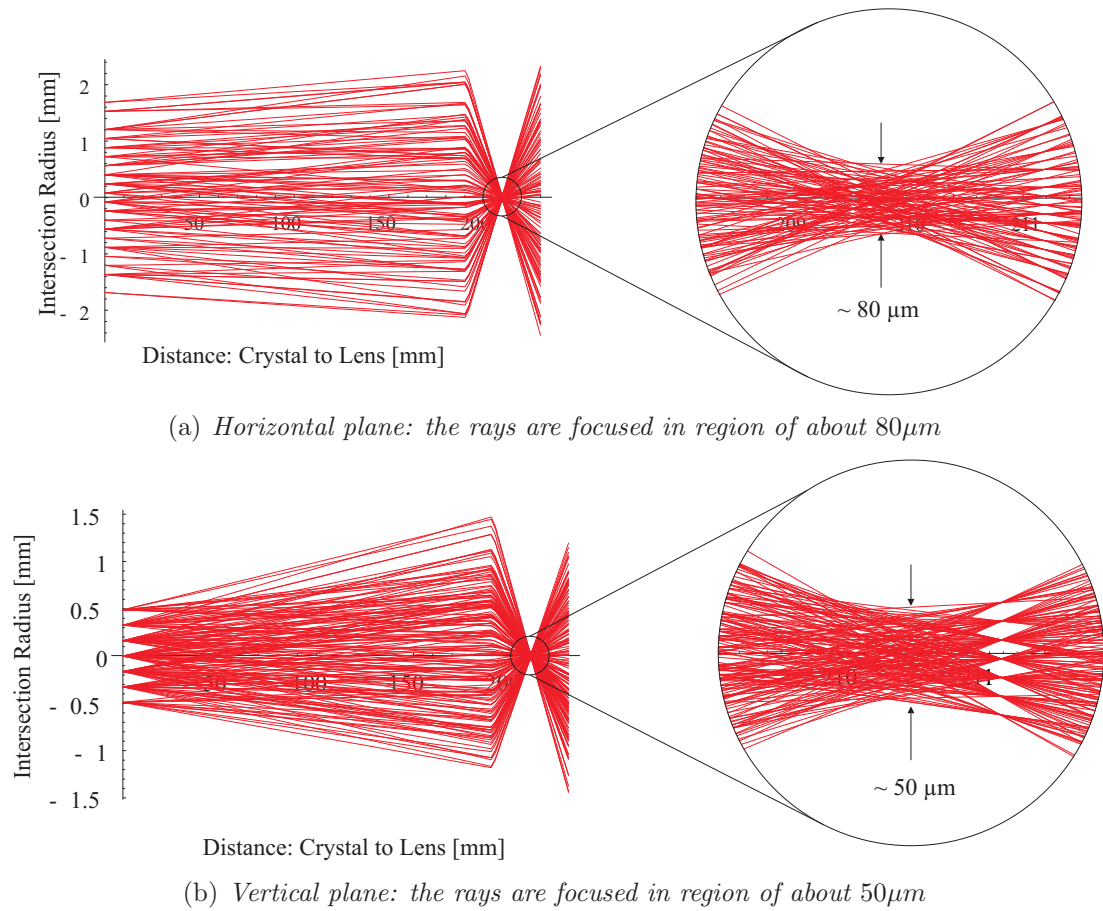 Intersection Radius [mm]
2
1
0
- 1
- 2
50
100
150
209
210
211
~ 80 µm
Distance: Crystal to Lens [mm]
(a) Horizontal plane: the rays are focused in region of about 80µm
Intersection Radius [mm]
1.5
1
0.5
0
- 0.5
- 1
- 1.5
50
100
150
~ 50 µm
Distance: Crystal to Lens [mm]
(b) Vertical plane: the rays are focused in region of about 50µm